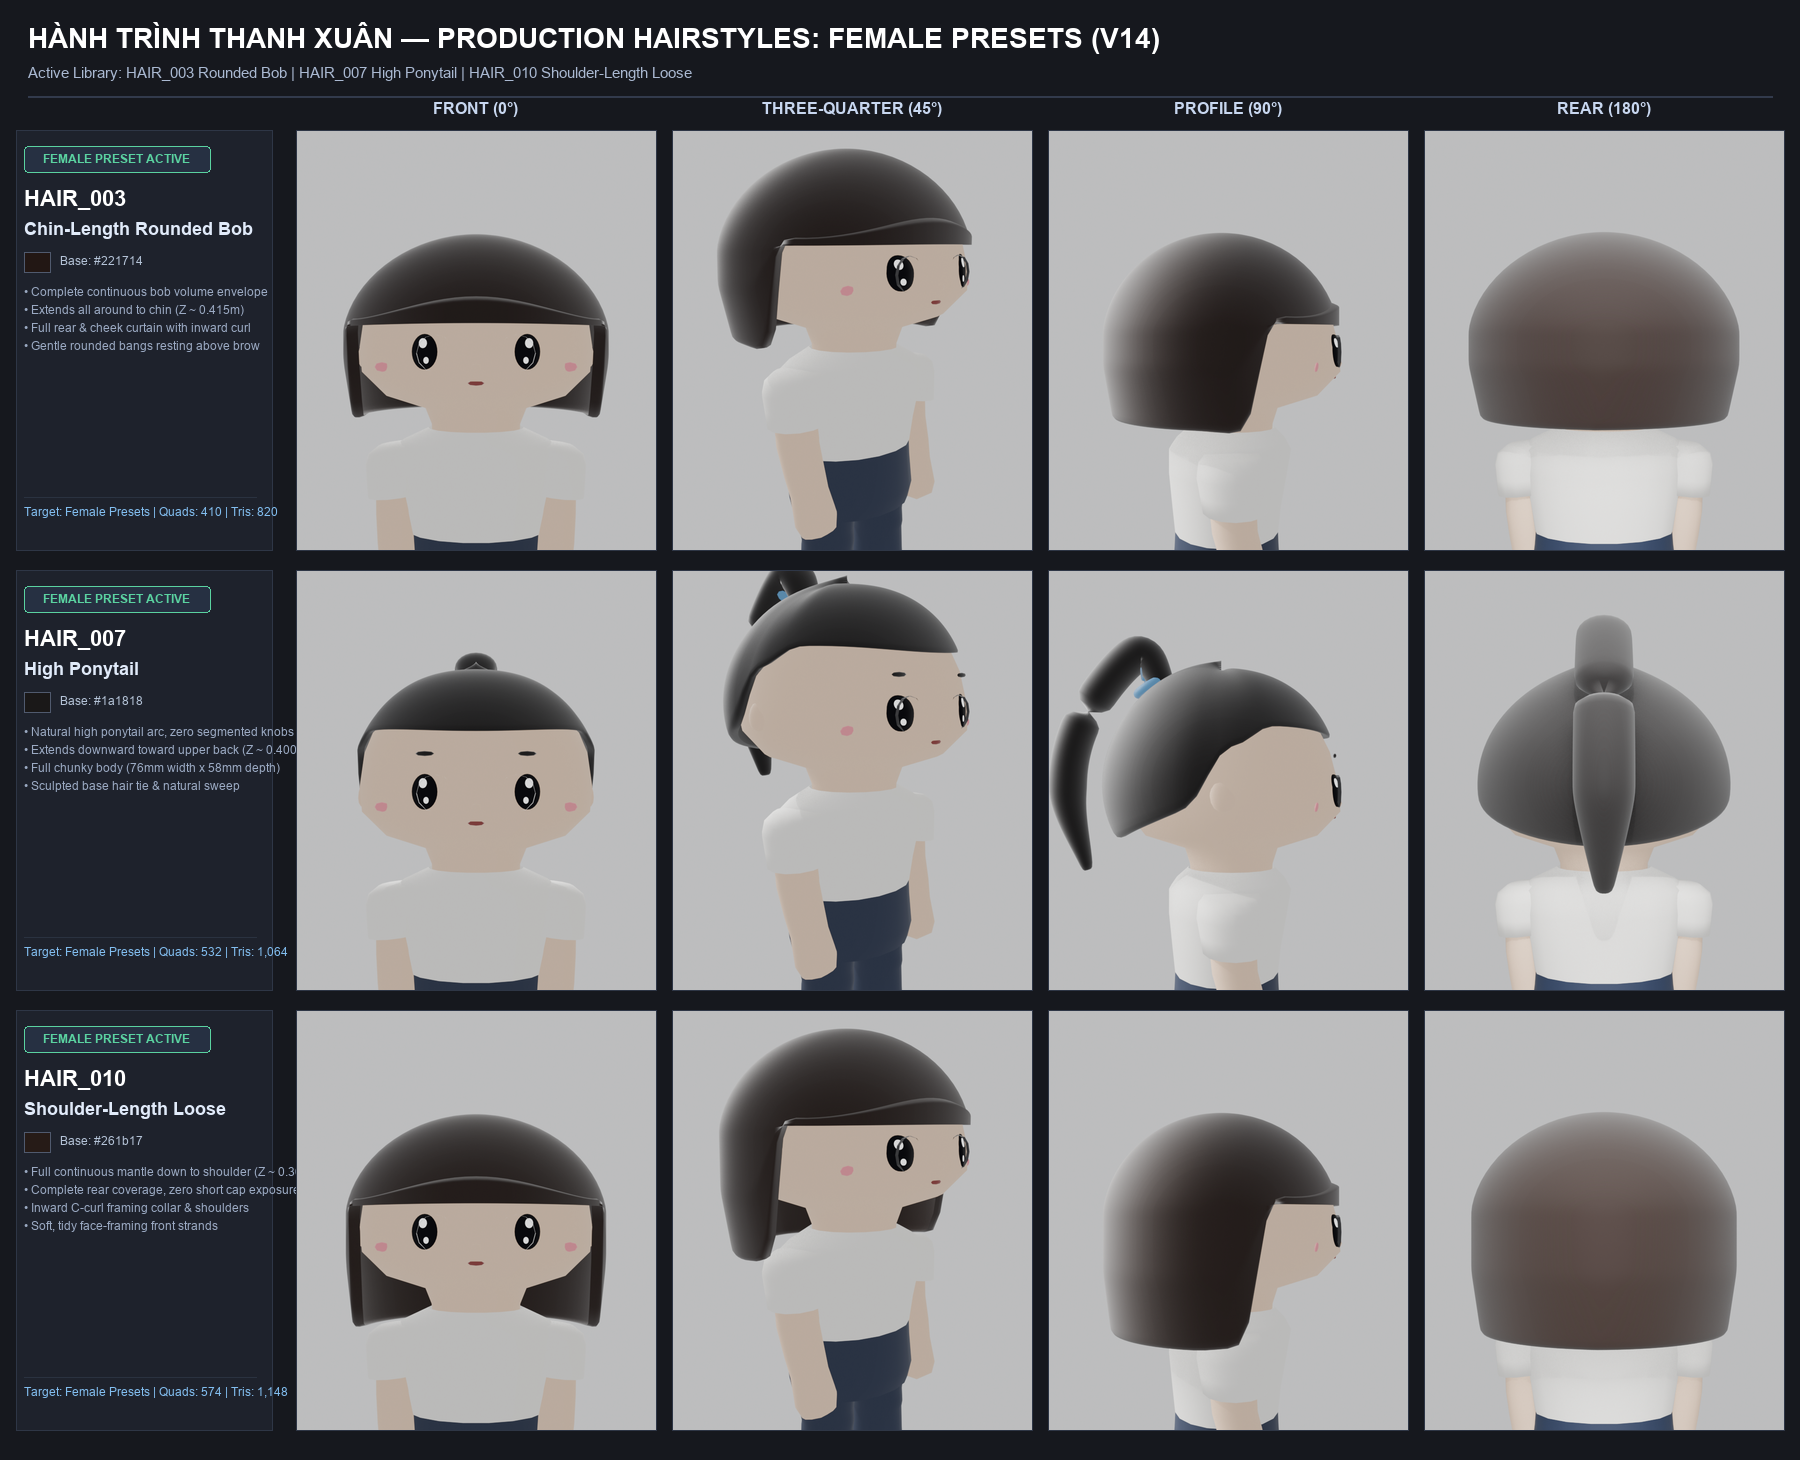 HÀNH TRÌNH THANH XUÂN — PRODUCTION HAIRSTYLES: FEMALE PRESETS (V14)
Active Library: HAIR_003 Rounded Bob | HAIR_007 High Ponytail | HAIR_010 Shoulder-Length Loose
FRONT (0°)
THREE-QUARTER (45°)
PROFILE (90°)
REAR (180°)
FEMALE PRESET ACTIVE
HAIR_003
Chin-Length Rounded Bob
Base: #221714
• Complete continuous bob volume envelope
• Extends all around to chin (Z ~ 0.415m)
• Full rear & cheek curtain with inward curl
• Gentle rounded bangs resting above brow
Target: Female Presets | Quads: 410 | Tris: 820
FEMALE PRESET ACTIVE
HAIR_007
High Ponytail
Base: #1a1818
• Natural high ponytail arc, zero segmented knobs
• Extends downward toward upper back (Z ~ 0.400
• Full chunky body (76mm width x 58mm depth)
• Sculpted base hair tie & natural sweep
Target: Female Presets | Quads: 532 | Tris: 1,064
FEMALE PRESET ACTIVE
HAIR_010
Shoulder-Length Loose
Base: #261b17
• Full continuous mantle down to shoulder (Z ~
• Complete rear coverage, zero short cap exposure
• Inward C-curl framing collar & shoulders
• Soft, tidy face-framing front strands
Target: Female Presets | Quads: 574 | Tris: 1,148